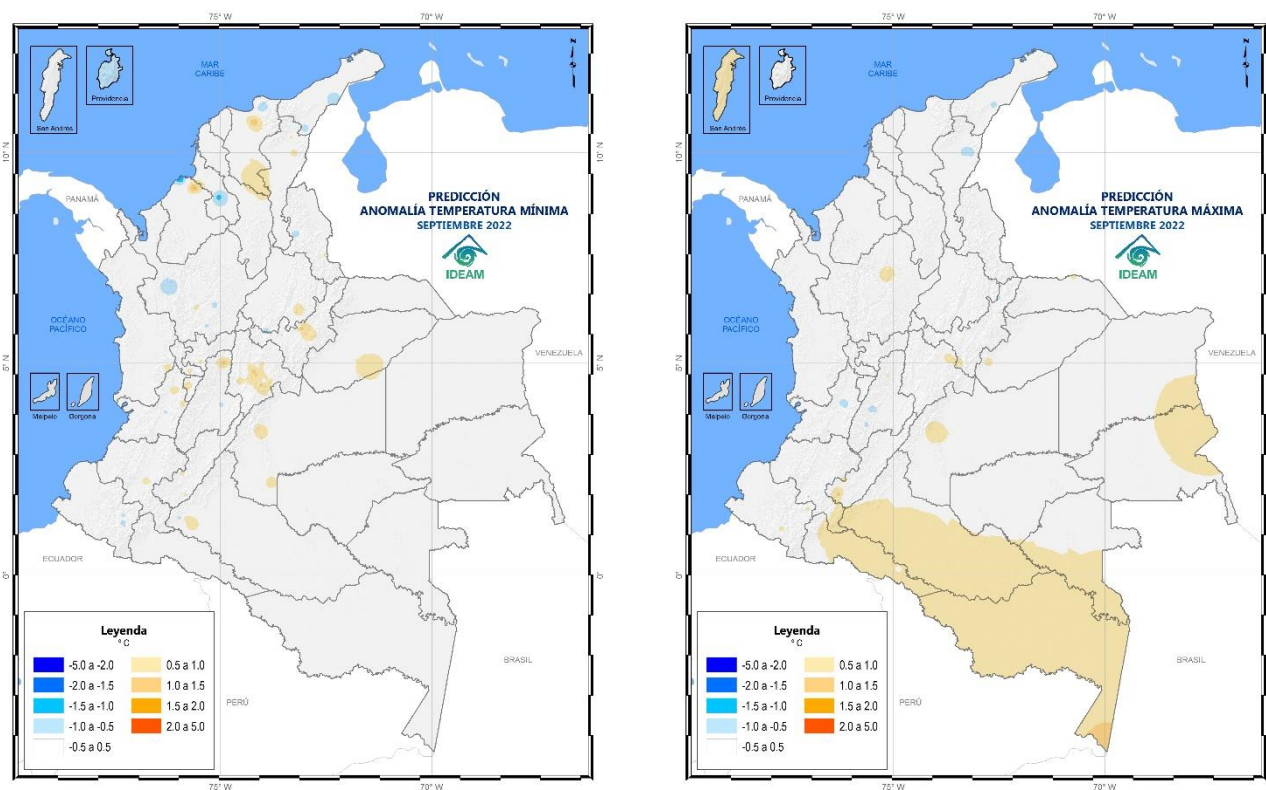 75° W
70° W
N
MAR
CARIBE
San Andrés
Providencia
10° N
10° N
PANAMÁ
PREDICCIÓN
ANOMALÍA TEMPERATURA MÍNIMA
SEPTIEMBRE 2022
IDEAM
OCÉANO
PACÍFICO
VENEZUELA
5° N
5° N
Malpelo
Gorgona
ECUADOR
0°
0°
Leyenda
° C
-5.0 a -2.0
0.5 a 1.0
-2.0 a -1.5
1.0 a 1.5
-1.5 a -1.0
1.5 a 2.0
-1.0 a -0.5
2.0 a 5.0
-0.5 a 0.5
BRASIL
PERÚ
75° W
70° W
75° W
70° W
N
MAR
CARIBE
San Andrés
Providencia
10° N
10° N
PANAMÁ
PREDICCIÓN
ANOMALÍA TEMPERATURA MÁXIMA
SEPTIEMBRE 2022
IDEAM
OCÉANO
PACÍFICO
VENEZUELA
5° N
5° N
Malpelo
Gorgona
ECUADOR
0°
0°
Leyenda
° C
-5.0 a -2.0
0.5 a 1.0
-2.0 a -1.5
1.0 a 1.5
-1.5 a -1.0
1.5 a 2.0
-1.0 a -0.5
2.0 a 5.0
-0.5 a 0.5
BRASIL
PERÚ
75° W
70° W